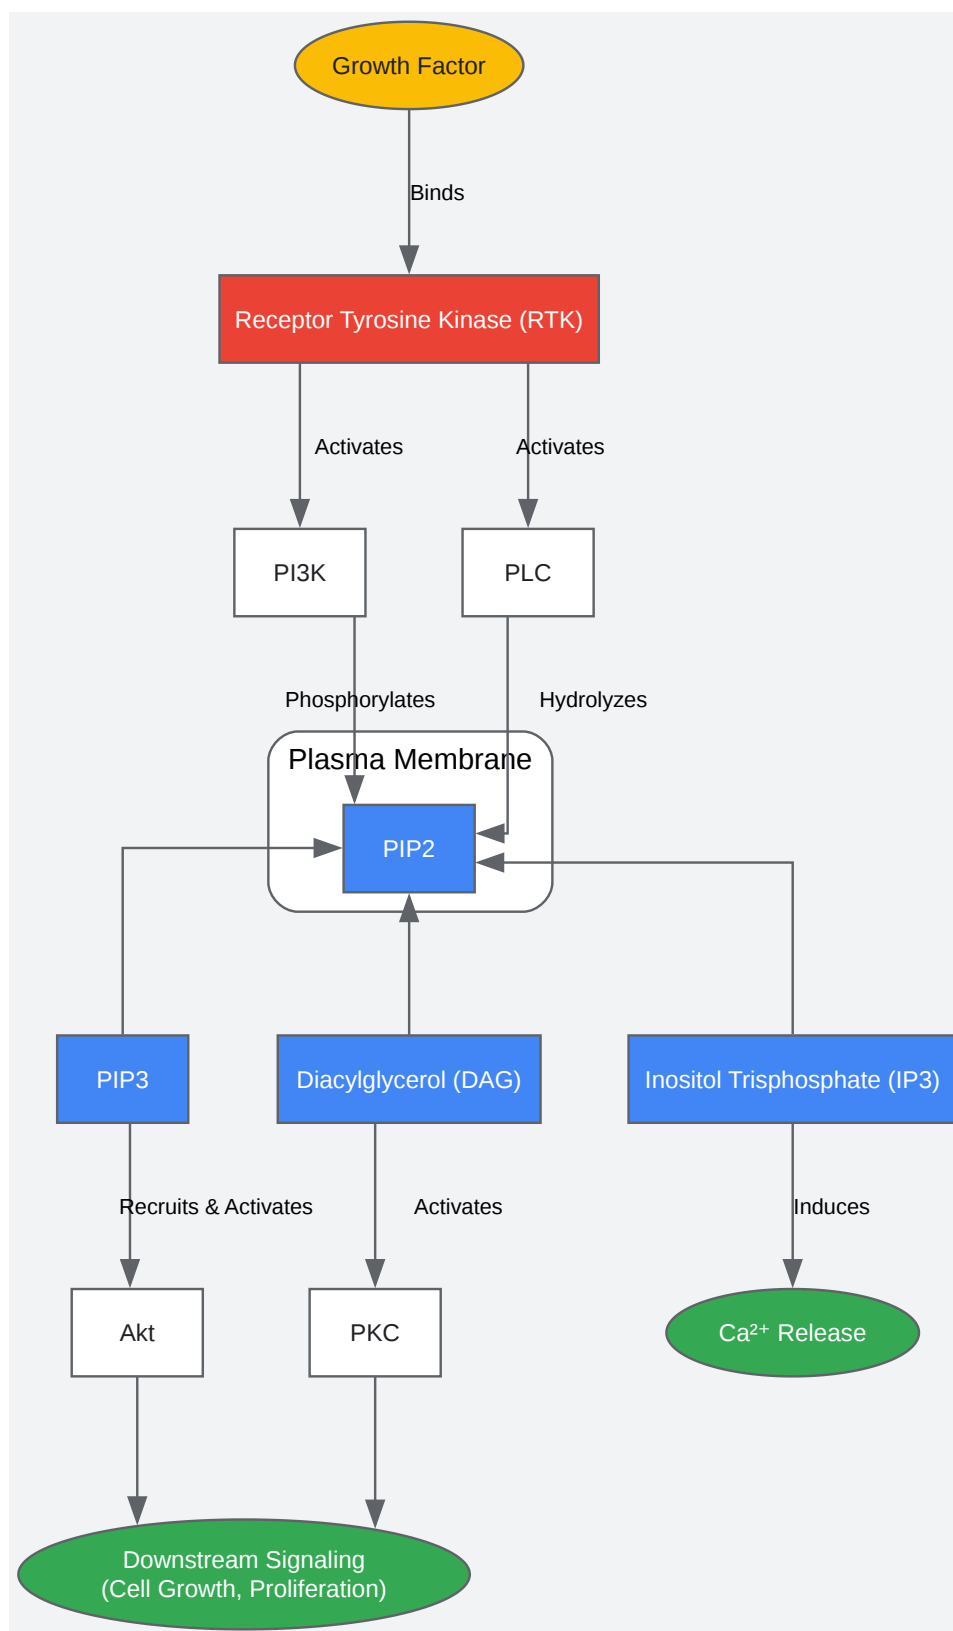 Growth Factor
Binds
Receptor Tyrosine Kinase (RTK)
Activates
Activates
PI3K
PLC
Phosphorylates
Hydrolyzes
Plasma Membrane
PIP2
PIP3
Diacylglycerol (DAG)
Inositol Trisphosphate (IP3)
Recruits & Activates
Activates
Induces
Akt
PKC
Ca²⁺ Release
Downstream Signaling
(Cell Growth, Proliferation)